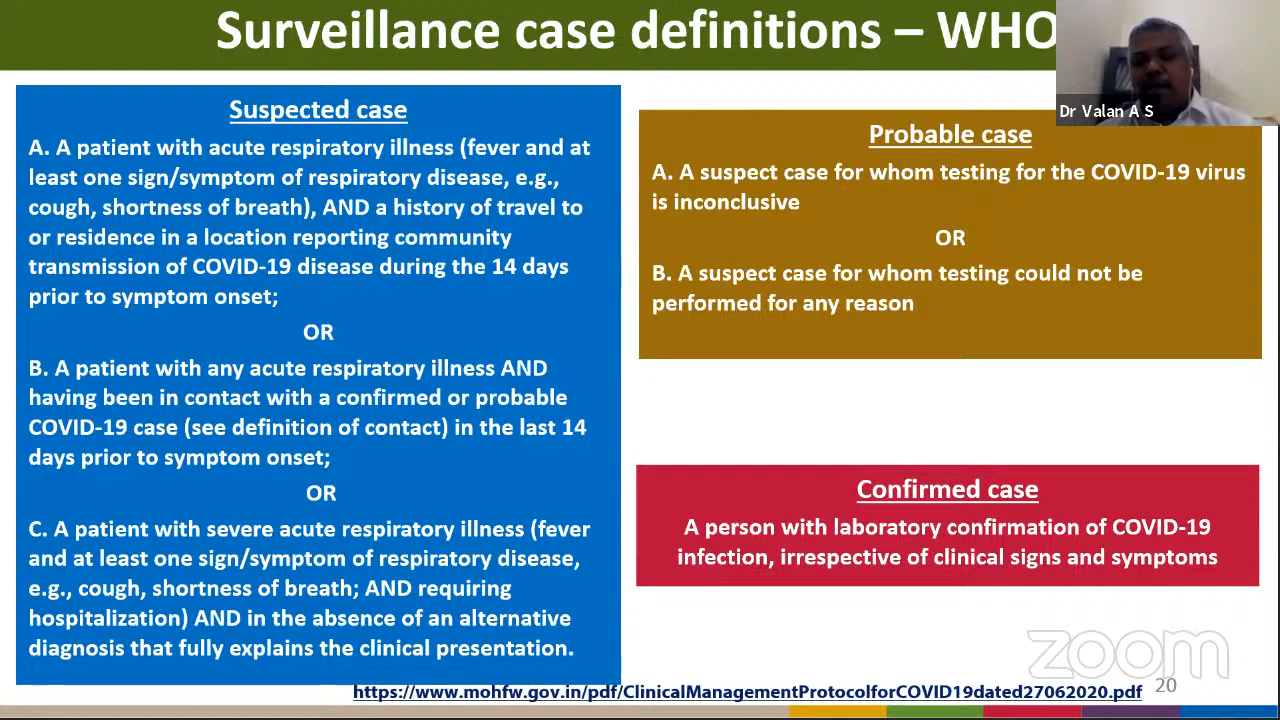 Surveillance case definitions – WHO
Dr Valan A S
Suspected case
A. A patient with acute respiratory illness (fever and at
least one sign/symptom of respiratory disease, e.g.,
cough, shortness of breath), AND a history of travel to
or residence in a location reporting community
transmission of COVID-19 disease during the 14 days
prior to symptom onset;
OR
B. A patient with any acute respiratory illness AND
having been in contact with a confirmed or probable
COVID-19 case (see definition of contact) in the last 14
days prior to symptom onset;
OR
C. A patient with severe acute respiratory illness (fever
and at least one sign/symptom of respiratory disease,
e.g., cough, shortness of breath; AND requiring
hospitalization) AND in the absence of an alternative
diagnosis that fully explains the clinical presentation.
Probable case
A. A suspect case for whom testing for the COVID-19 virus
is inconclusive
OR
B. A suspect case for whom testing could not be
performed for any reason
Confirmed case
A person with laboratory confirmation of COVID-19
infection, irrespective of clinical signs and symptoms
zoom
https://www.mohfw.gov.in/pdf/ClinicalManagementProtocolforCOVID19dated27062020.pdf
20